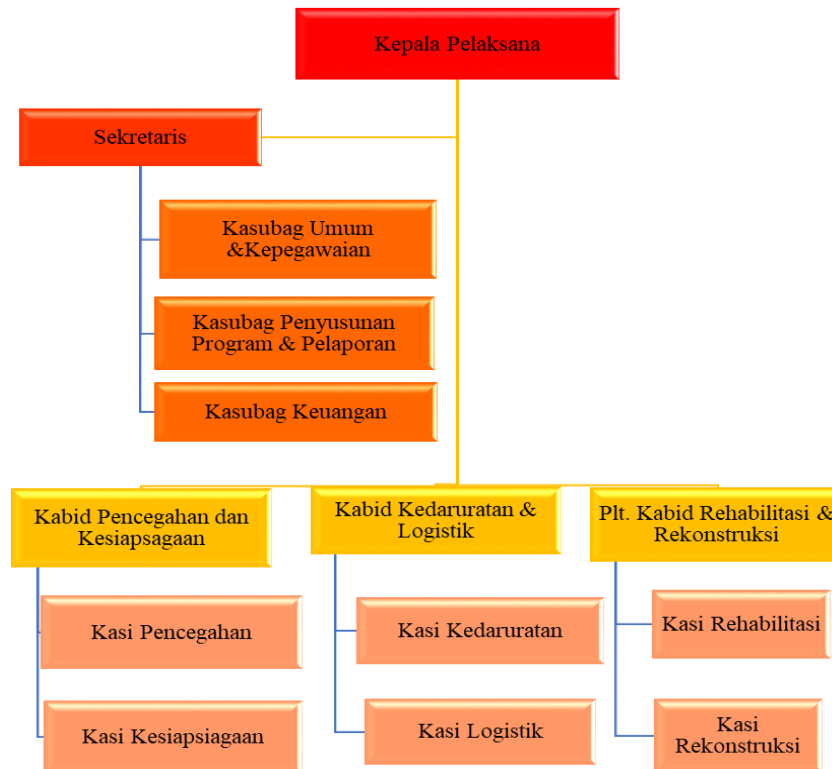 Kepala Pelaksana
Sekretaris
Kasubag Umum
&Kepegawaian
Kasubag Penyusunan
Program & Pelaporan
Kasubag Keuangan
Kabid Pencegahan dan
Kesiapsagaan
Kabid Kedaruratan &
Logistik
Plt. Kabid Rehabilitasi &
Rekonstruksi
Kasi Pencegahan
Kasi Kedaruratan
Kasi Rehabilitasi
Kasi Kesiapsiagaan
Kasi Logistik
Kasi
Rekonstruksi